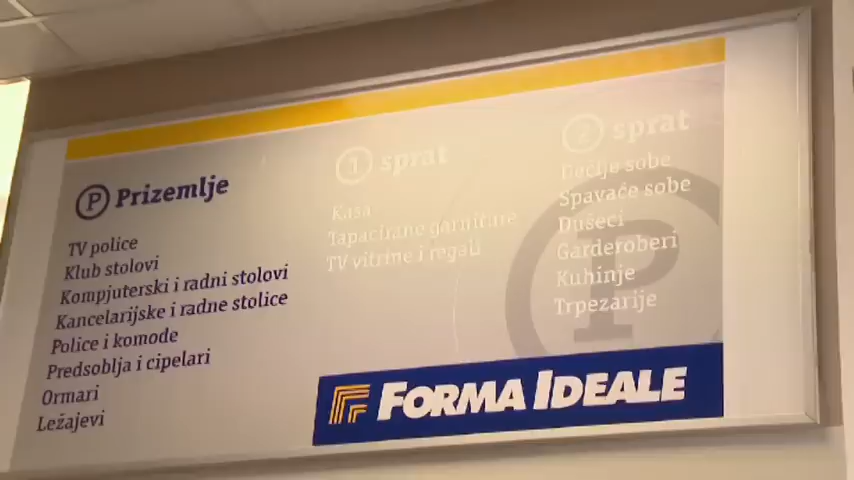 P Prizemlje
TV police
Klub stolovi
Kompjuterski i radni stolovi
Kancelarijske i radne stolice
Police i komode
Predsoblja i cipelari
Ormari
Ležajevi
1 sprat
Kasa
Tapacirane garniture
TV vitrine i regali
2 sprat
Dečije sobe
Spavaće sobe
Dušeci
Garderoberi
Kuhinje
Trpezarije
P
FORMA IDEALE